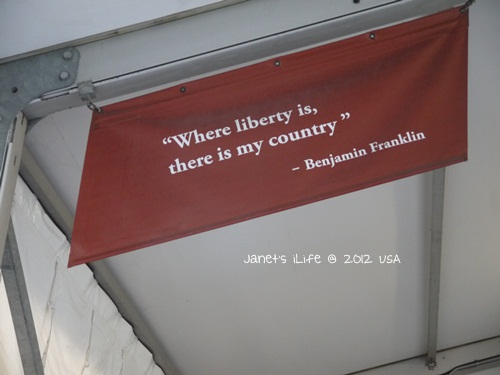 “Where liberty is,
there is my country”
– Benjamin Franklin
Janet's iLife @ 2012 USA